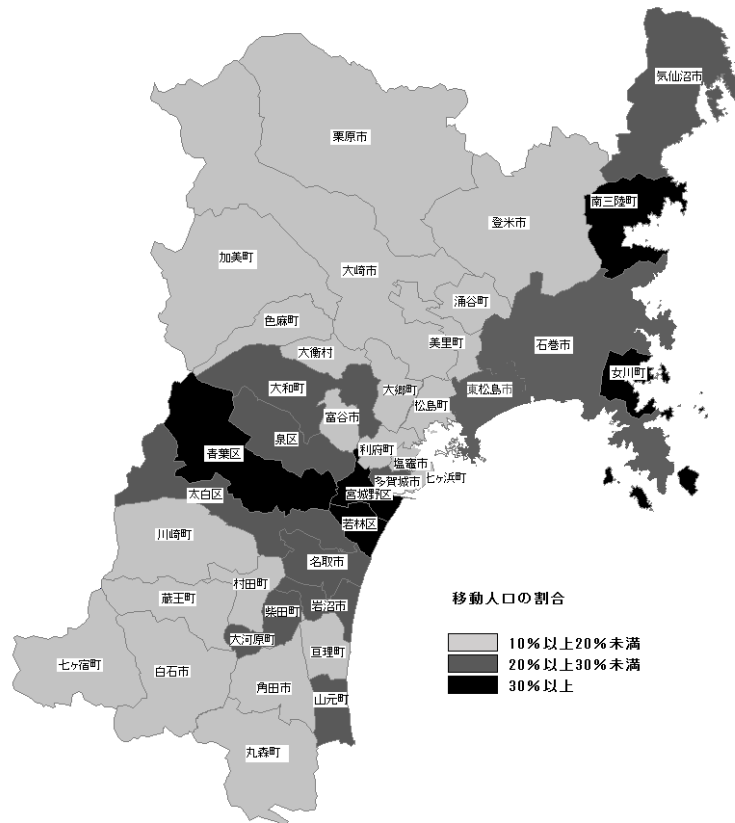 気仙沼市
栗原市
南三陸町
登米市
加美町
大崎市
涌谷町
色麻町
美里町
石巻市
大衡村
女川町
大和町
大郷町
東松島市
松島町
富谷市
泉区
利府町
青葉区
塩竈市
七ヶ浜町
多賀城市
太白区
宮城野区
若林区
川崎町
名取市
村田町
蔵王町
岩沼市
柴田町
大河原町
亘理町
七ヶ宿町
白石市
角田市
山元町
丸森町
移動人口の割合
10%以上20%未満
20%以上30%未満
30%以上